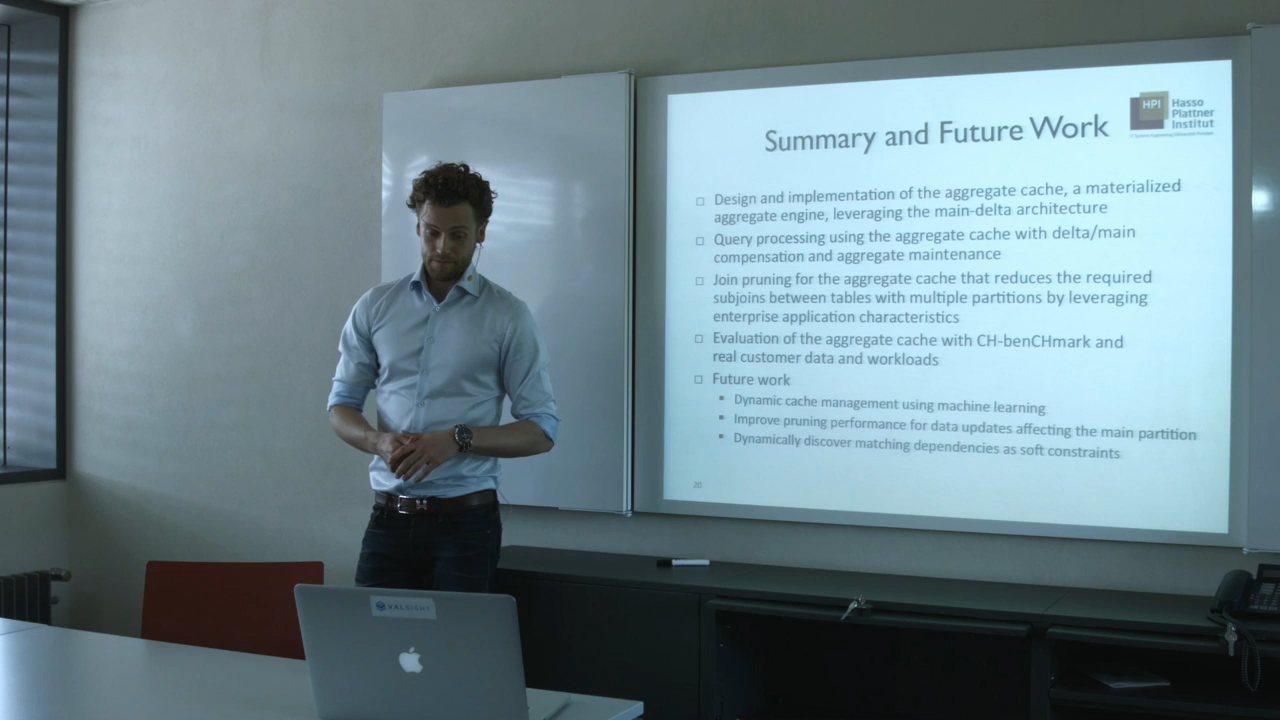 Summary and Future Work
HPI
Hasso
Plattner
Institut
□ Design and implementation of the aggregate cache, a materialized
aggregate engine, leveraging the main-delta architecture
□ Query processing using the aggregate cache with delta/main
compensation and aggregate maintenance
□ Join pruning for the aggregate cache that reduces the required
subjoins between tables with multiple partitions by leveraging
enterprise application characteristics
□ Evaluation of the aggregate cache with CH-benCHmark and
real customer data and workloads
□ Future work
▪ Dynamic cache management using machine learning
▪ Improve pruning performance for data updates affecting the main partition
▪ Dynamically discover matching dependencies as soft constraints
20
VALSIGHT